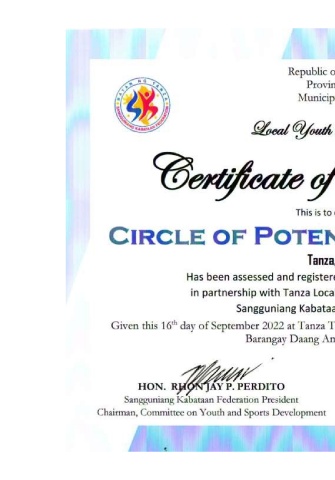 Republic o
Provin
Municip
Local Youth
Certificate of
This is to
CIRCLE OF POTEN
Tanza,
Has been assessed and registere
in partnership with Tanza Loca
Sangguniang Kabataa
Given this 16th day of September 2022 at Tanza T
Barangay Daang Am
HON. RHON JAY P. PERDITO
Sangguniang Kabataan Federation President
Chairman, Committee on Youth and Sports Development